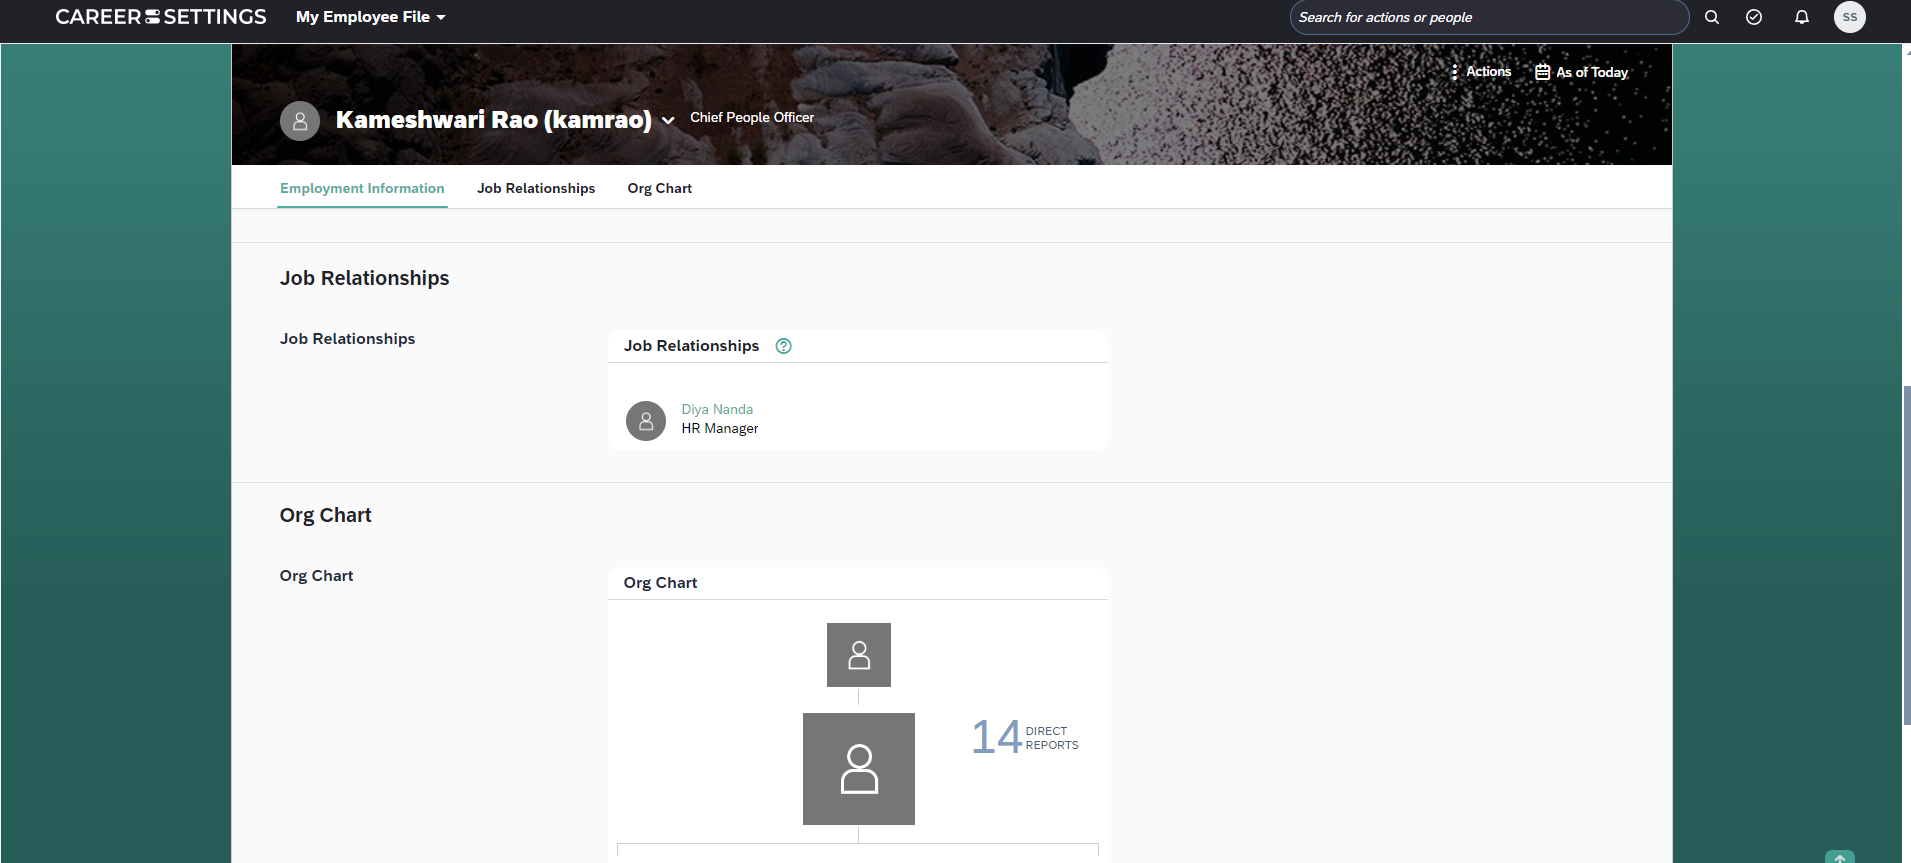 CAREER SETTINGS
My Employee File
Search for actions or people
SS
Actions
As of Today
Kameshwari Rao (kamrao)
Chief People Officer
Employment Information
Job Relationships
Org Chart
Job Relationships
Job Relationships
Job Relationships
Diya Nanda
HR Manager
Org Chart
Org Chart
Org Chart
14 DIRECT
REPORTS